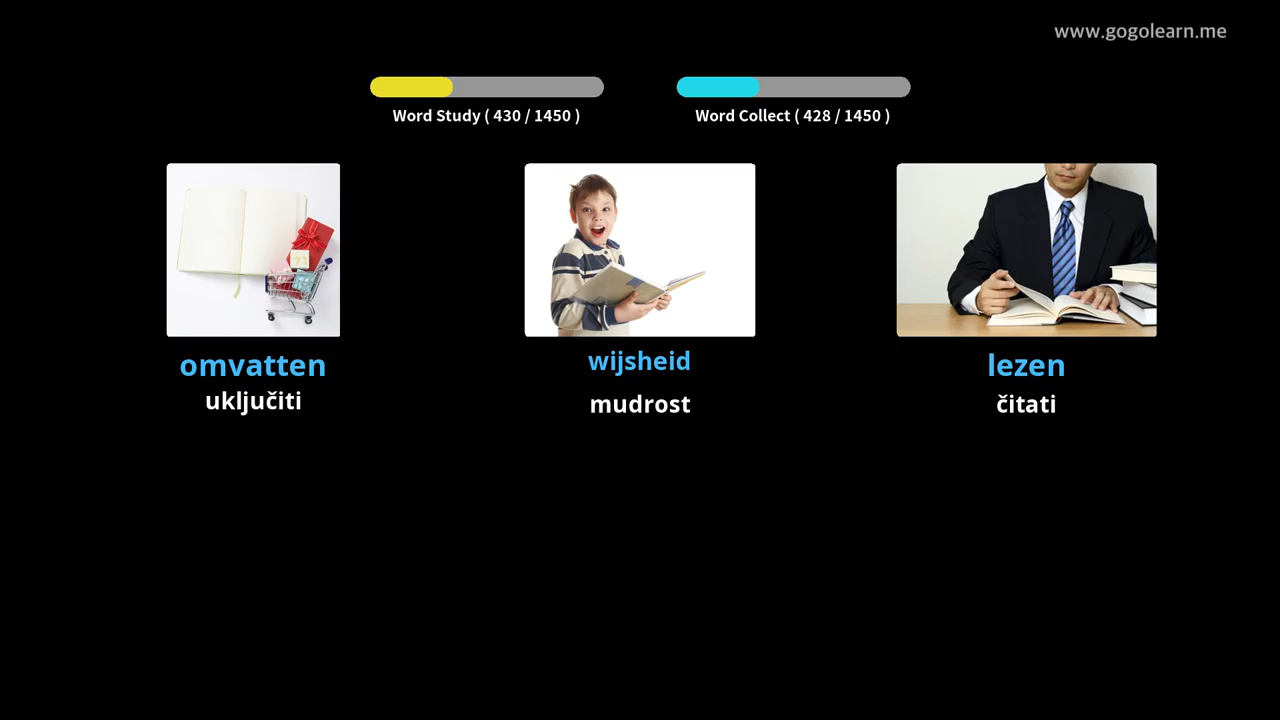 www.gogolearn.me
Word Study ( 430 / 1450 )
Word Collect ( 428 / 1450 )
omvatten
uključiti
wijsheid
mudrost
lezen
čitati